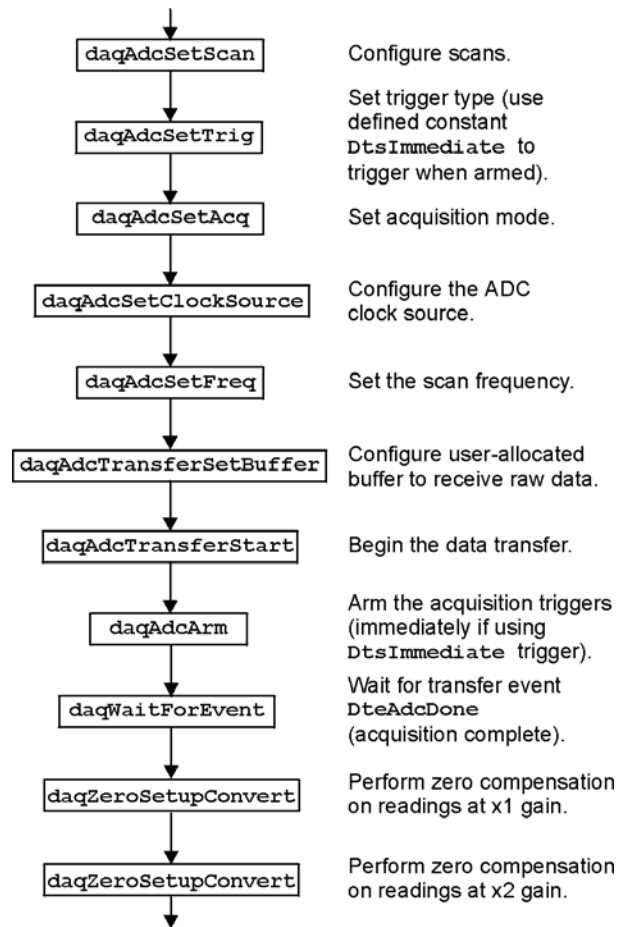 daqAdcSetScan
Configure scans.
daqAdcSetTrig
Set trigger type (use
defined constant
DtsImmediate to
trigger when armed).
daqAdcSetAcq
Set acquisition mode.
daqAdcSetClockSource
Configure the ADC
clock source.
daqAdcSetFreq
Set the scan frequency.
daqAdcTransferSetBuffer
Configure user-allocated
buffer to receive raw data.
daqAdcTransferStart
Begin the data transfer.
daqAdcArm
Arm the acquisition triggers
(immediately if using
DtsImmediate trigger).
daqWaitForEvent
Wait for transfer event
DteAdcDone
(acquisition complete).
daqZeroSetupConvert
Perform zero compensation
on readings at x1 gain.
daqZeroSetupConvert
Perform zero compensation
on readings at x2 gain.